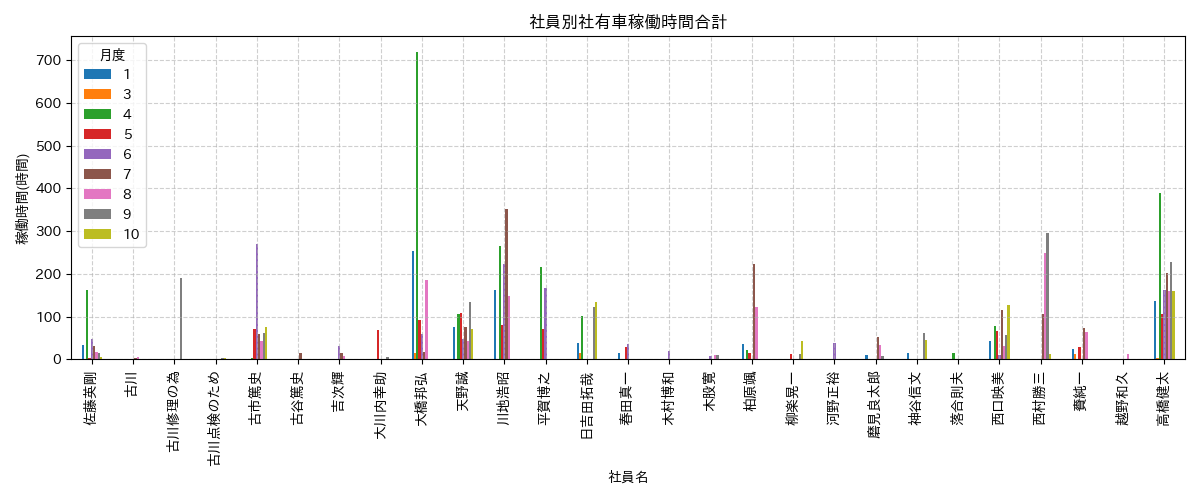 社員別社有車稼働時間合計
月度
1
3
4
5
6
7
8
9
10
稼働時間(時間)
700
600
500
400
300
200
100
0
佐藤英剛
古川
古川修理の為
古川点検のため
古市篤史
古谷篤史
吉次輝
大川内幸助
大橋邦弘
天野誠
川地浩昭
平賀博之
日吉田拓哉
春田真一
木村博和
木股寛
柏原颯
柳楽晃一
河野正裕
磨見良太郎
神谷信文
落合則夫
西口映美
西村勝三
賚純一
越野和久
高橋健太
社員名